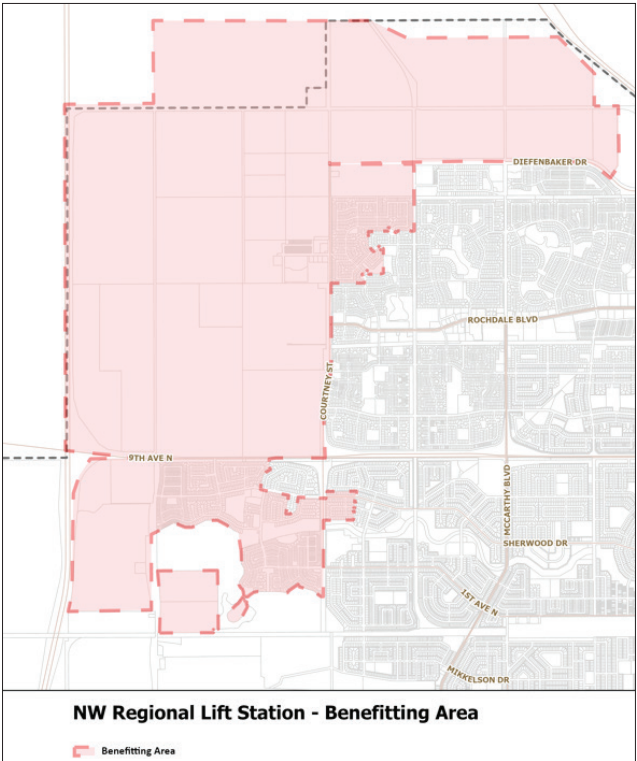 DIEFENBAKER DR
ROCHDALE BLVD
COURTNEY ST
9TH AVE N
MCCARTHY BLVD
SHERWOOD DR
1ST AVE N
MIKKELSON DR
NW Regional Lift Station - Benefitting Area
Benefitting Area